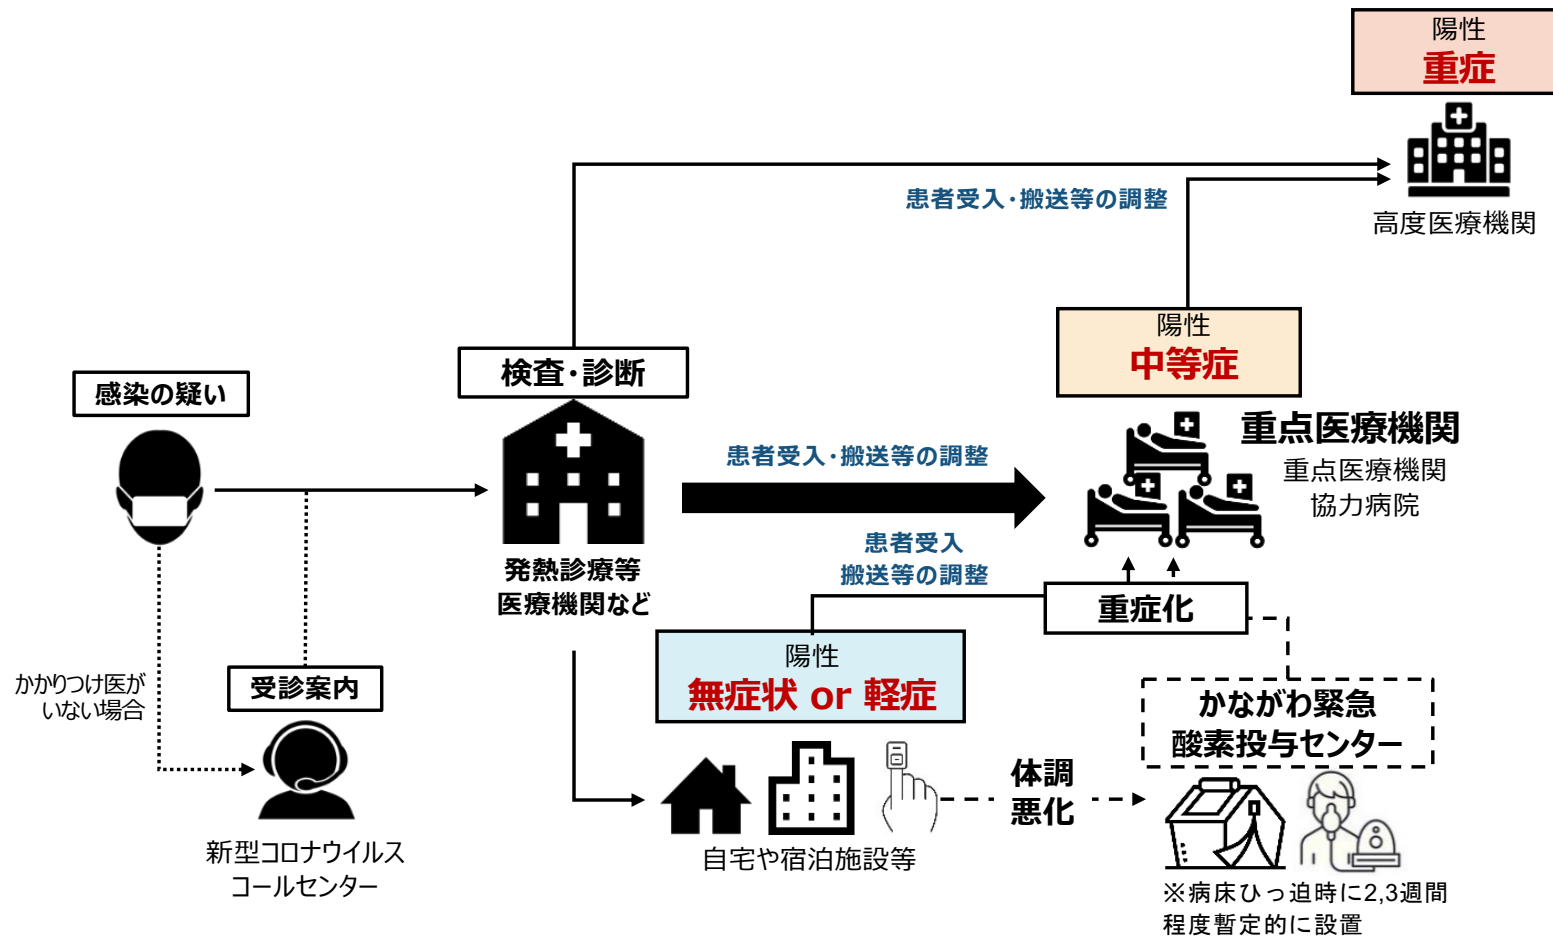 陽性
重症
高度医療機関
患者受入・搬送等の調整
陽性
中等症
重点医療機関
重点医療機関
協力病院
検査・診断
感染の疑い
患者受入・搬送等の調整
発熱診療等
医療機関など
患者受入
搬送等の調整
重症化
陽性
無症状 or 軽症
かかりつけ医が
いない場合
受診案内
新型コロナウイルス
コールセンター
自宅や宿泊施設等
体調
悪化
かながわ緊急
酸素投与センター
※病床ひっ迫時に2,3週間
程度暫定的に設置